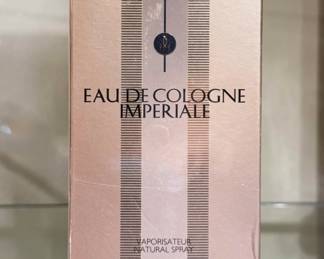 EAU DE COLOGNE
IMPERIALE
VAPORISATEUR
NATURAL SPRAY